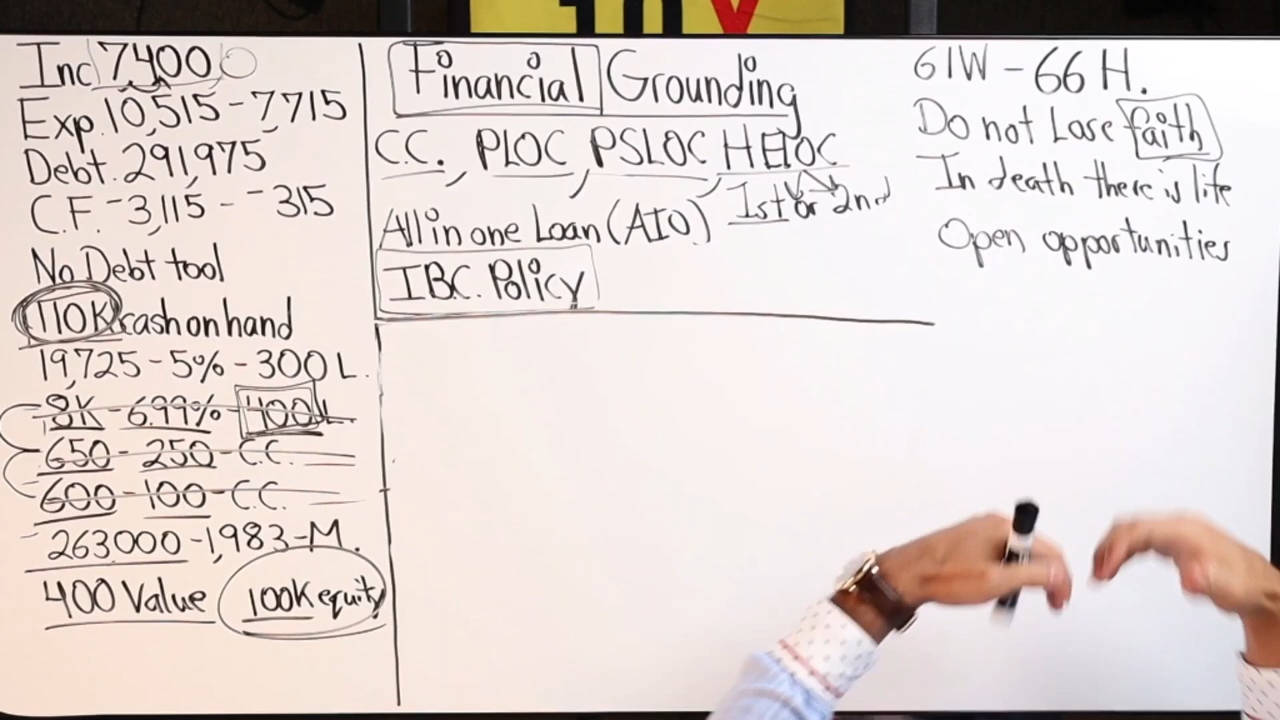 10X
Inc 7400
Exp. 10,515 - 7,715
Debt. 291,975
C.F. -3,115 - -315
No Debt tool
110K cash on hand
19,725 - 5% - 300 L.
8K - 6.99% - 400 L
650 - 250 - C.C.
600 - 100 - C.C.
263000 - 1,983 - M.
400 Value 100K equity
Financial Grounding
C.C., PLOC, PSLOC, HELOC
1st or 2nd
All in one Loan (AIO)
IBC. Policy
61W - 66 H.
Do not Lose faith
In death there is life
Open opportunities